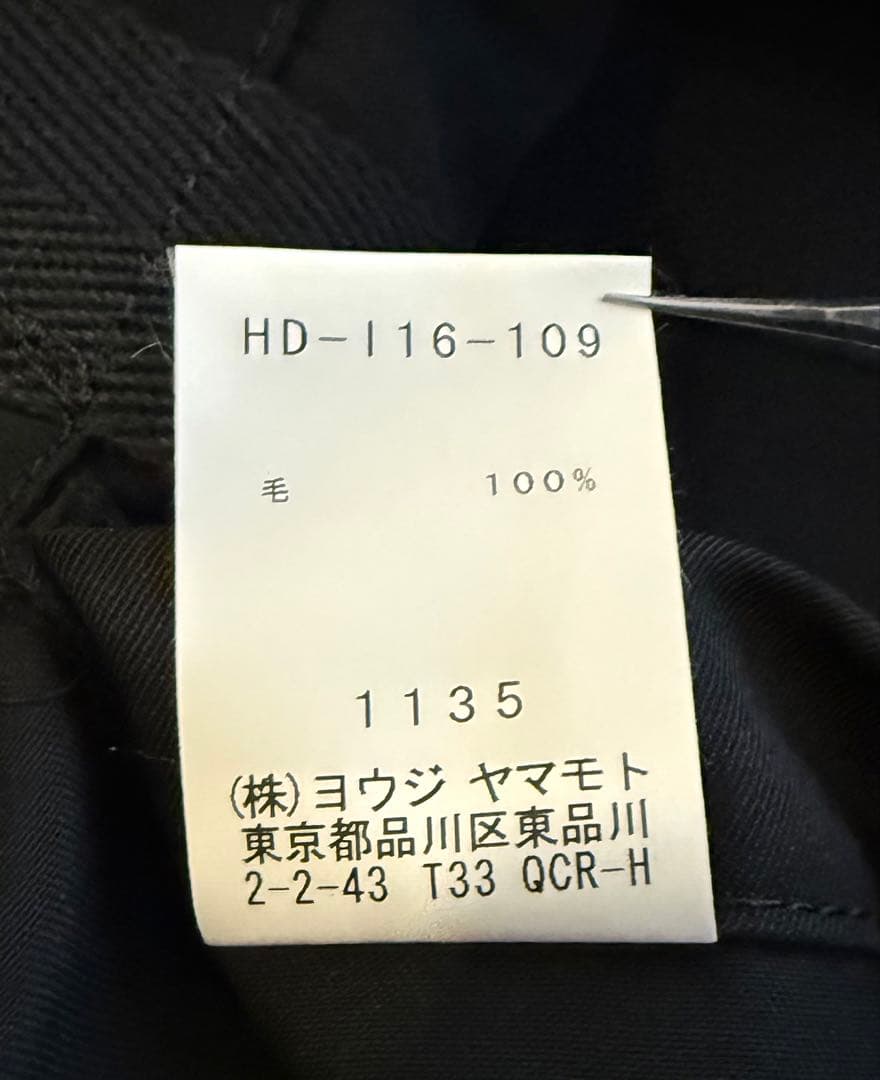 HD-I16-109
毛 100%
1135
(株)ヨウジ ヤマモト
東京都品川区東品川
2-2-43 T33 QCR-H